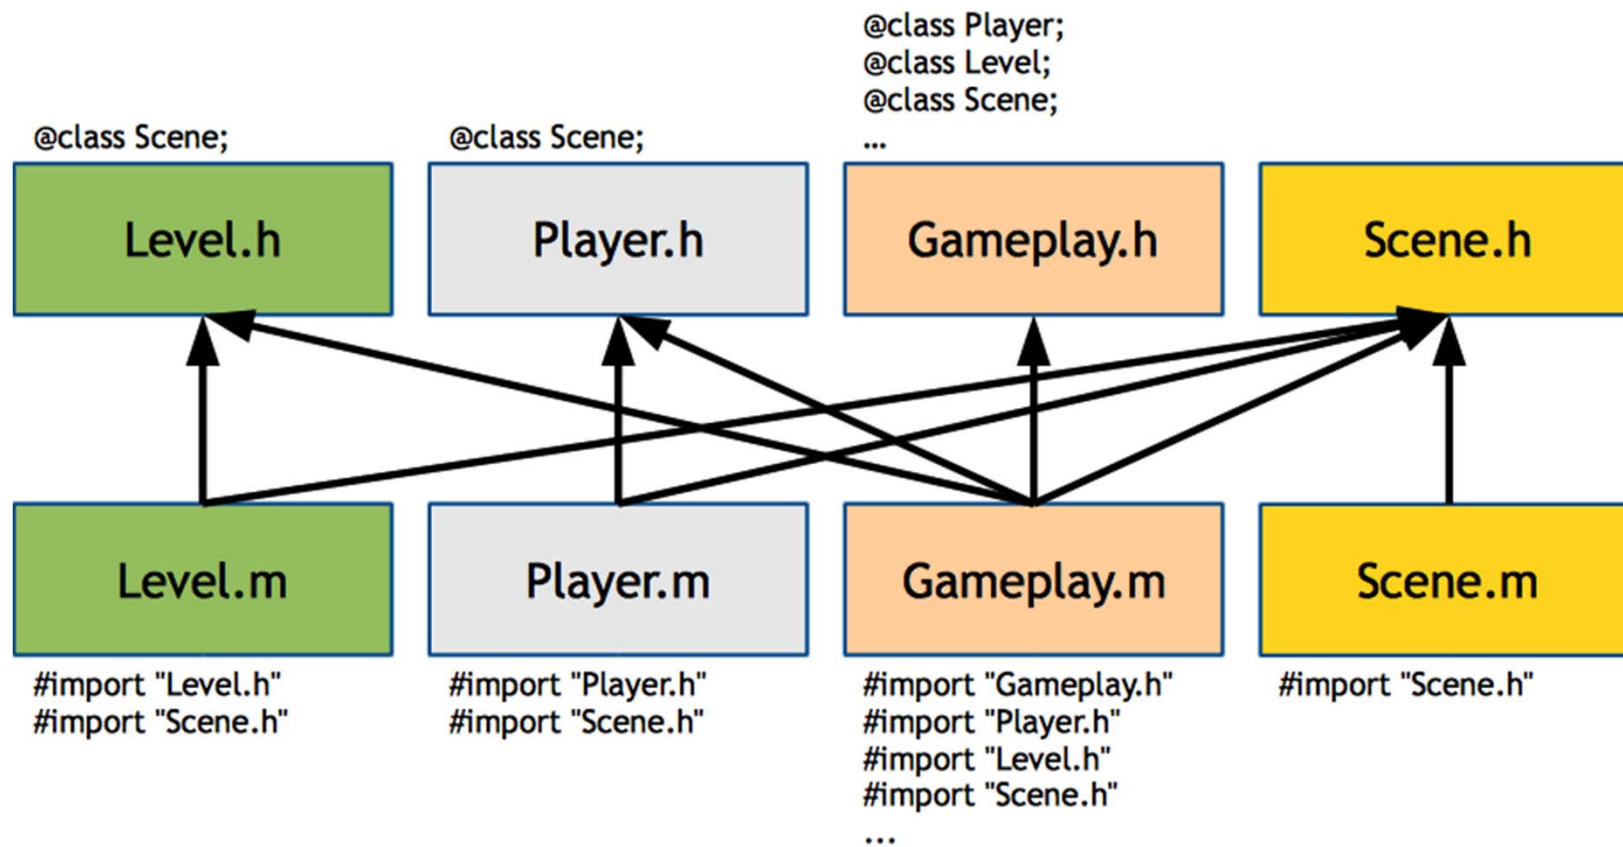 @class Player;
@class Level;
@class Scene;
...
@class Scene;
@class Scene;
Level.h
Player.h
Gameplay.h
Scene.h
Level.m
Player.m
Gameplay.m
Scene.m
#import "Level.h"
#import "Scene.h"
#import "Player.h"
#import "Scene.h"
#import "Gameplay.h"
#import "Player.h"
#import "Level.h"
#import "Scene.h"
...
#import "Scene.h"